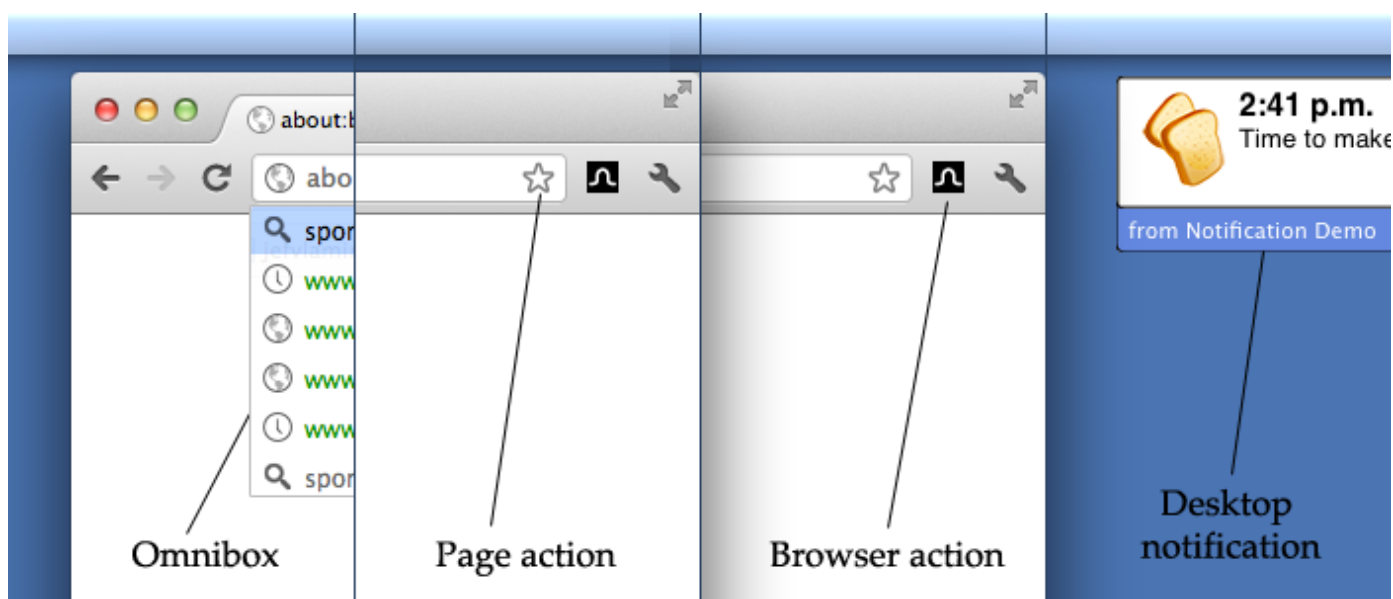 about:b
abo
spor
www
www
www
www
spor
Omnibox
Page action
Browser action
2:41 p.m.
Time to make
from Notification Demo
Desktop
notification